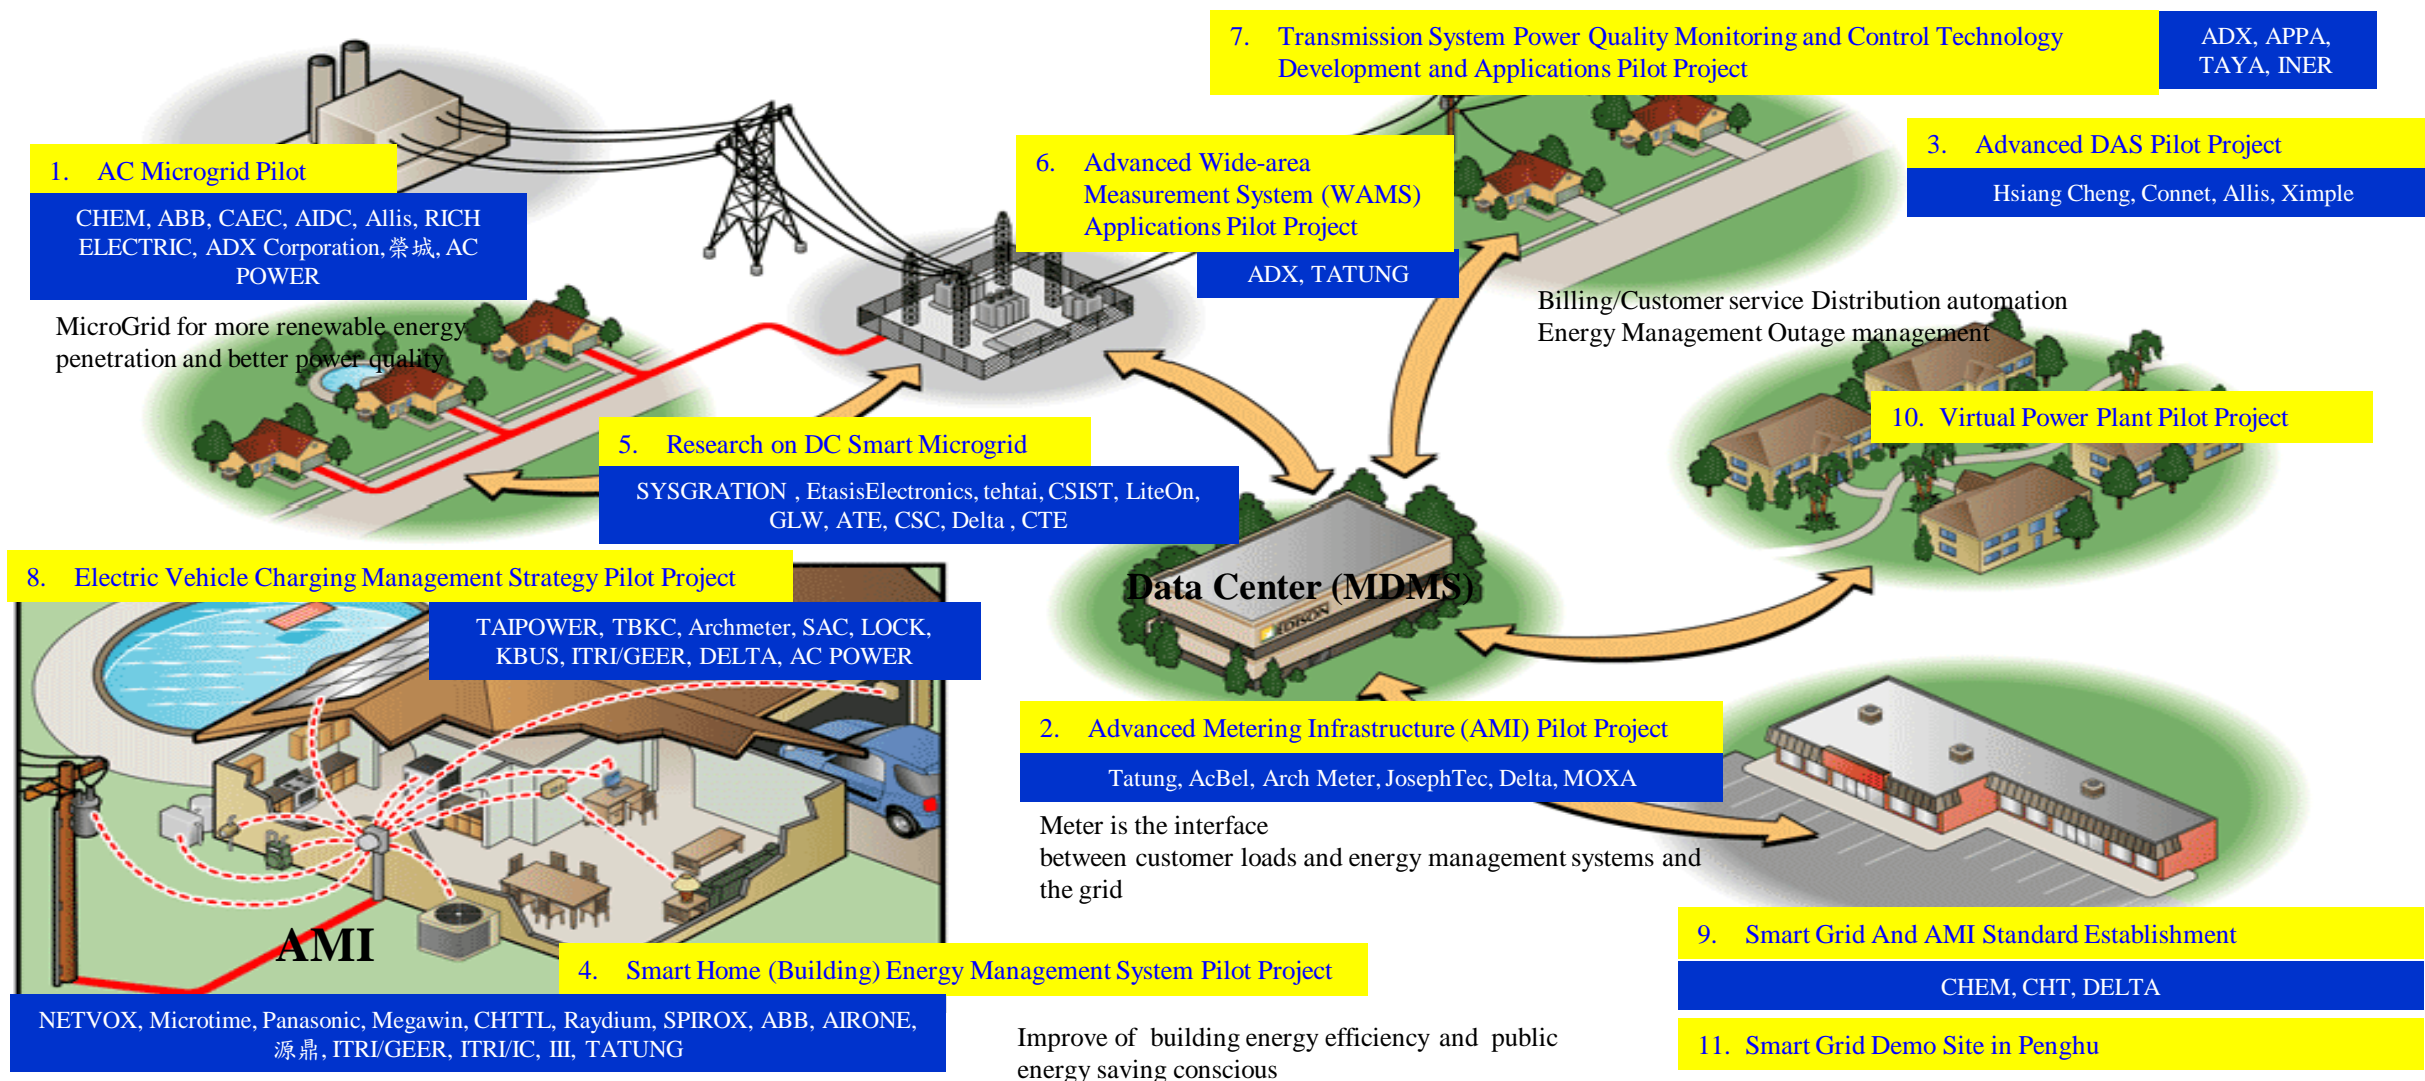 7. Transmission System Power Quality Monitoring and Control Technology
Development and Applications Pilot Project
ADX, APPA,
TAYA, INER
1. AC Microgrid Pilot
CHEM, ABB, CAEC, AIDC, Allis, RICH
ELECTRIC, ADX Corporation,榮城, AC
POWER
MicroGrid for more renewable energy
penetration and better power quality
6. Advanced Wide-area
Measurement System (WAMS)
Applications Pilot Project
ADX, TATUNG
3. Advanced DAS Pilot Project
Hsiang Cheng, Connet, Allis, Ximple
Billing/Customer service Distribution automation
Energy Management Outage management
10. Virtual Power Plant Pilot Project
5. Research on DC Smart Microgrid
SYSGRATION , EtasisElectronics, tehtai, CSIST, LiteOn,
GLW, ATE, CSC, Delta , CTE
Data Center (MDMS)
EDISON
8. Electric Vehicle Charging Management Strategy Pilot Project
TAIPOWER, TBKC, Archmeter, SAC, LOCK,
KBUS, ITRI/GEER, DELTA, AC POWER
2. Advanced Metering Infrastructure (AMI) Pilot Project
Tatung, AcBel, Arch Meter, JosephTec, Delta, MOXA
Meter is the interface
between customer loads and energy management systems and
the grid
AMI
4. Smart Home (Building) Energy Management System Pilot Project
NETVOX, Microtime, Panasonic, Megawin, CHTTL, Raydium, SPIROX, ABB, AIRONE,
源鼎, ITRI/GEER, ITRI/IC, III, TATUNG
Improve of building energy efficiency and public
energy saving conscious
9. Smart Grid And AMI Standard Establishment
CHEM, CHT, DELTA
11. Smart Grid Demo Site in Penghu